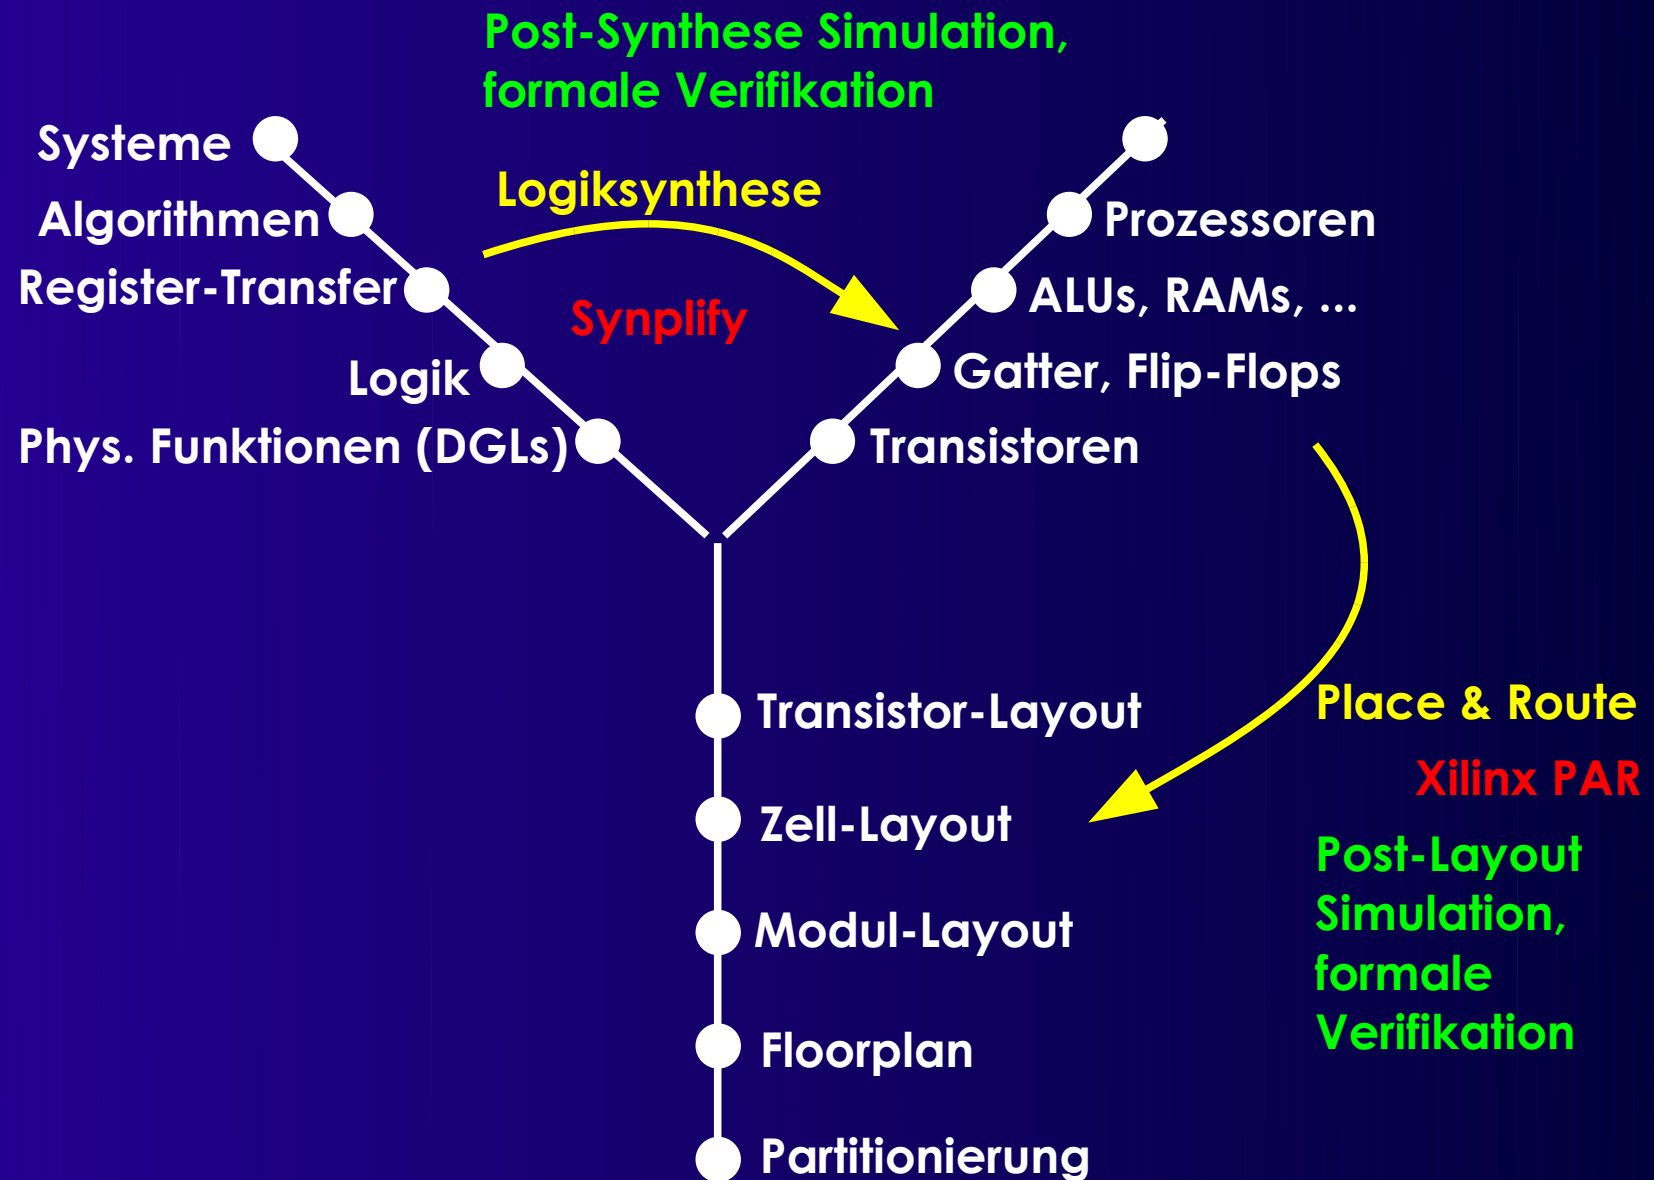 Post-Synthese Simulation,
formale Verifikation
Systeme
Algorithmen
Register-Transfer
Logik
Phys. Funktionen (DGLs)
Logiksynthese
Synplify
Prozessoren
ALUs, RAMs, ...
Gatter, Flip-Flops
Transistoren
Transistor-Layout
Zell-Layout
Modul-Layout
Floorplan
Partitionierung
Place & Route
Xilinx PAR
Post-Layout
Simulation,
formale
Verifikation